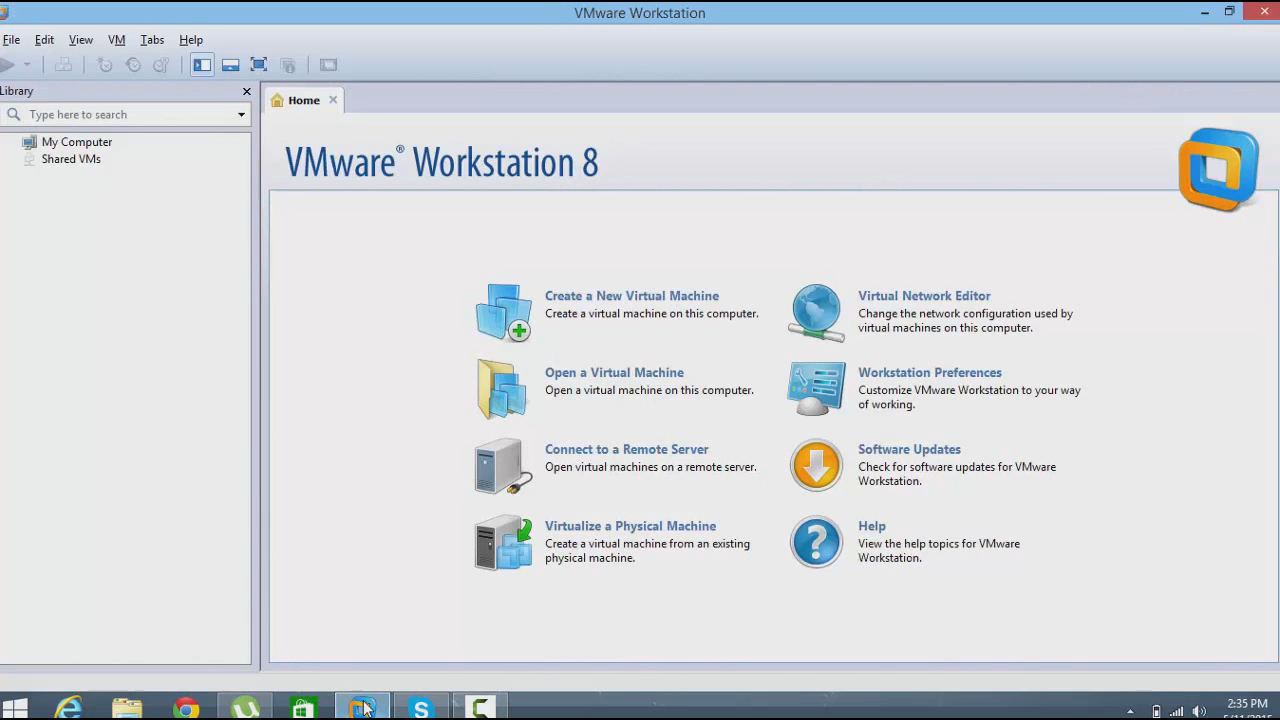 VMware Workstation
File Edit View VM Tabs Help
Library
Type here to search
My Computer
Shared VMs
Home
VMware® Workstation 8
Create a New Virtual Machine
Create a virtual machine on this computer.
Open a Virtual Machine
Open a virtual machine on this computer.
Connect to a Remote Server
Open virtual machines on a remote server.
Virtualize a Physical Machine
Create a virtual machine from an existing
physical machine.
Virtual Network Editor
Change the network configuration used by
virtual machines on this computer.
Workstation Preferences
Customize VMware Workstation to your way
of working.
Software Updates
Check for software updates for VMware
Workstation.
Help
View the help topics for VMware
Workstation.
2:35 PM